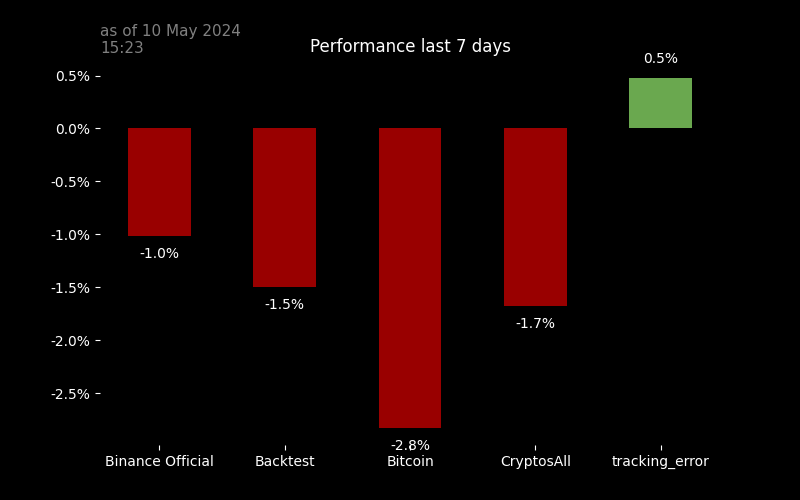 as of 10 May 2024
15:23
Performance last 7 days
0.5%
0.5%
0.0%
-0.5%
-1.0%
-1.0%
-1.5%
-1.5%
-1.7%
-2.0%
-2.5%
-2.8%
Binance Official
Backtest
Bitcoin
CryptosAll
tracking_error